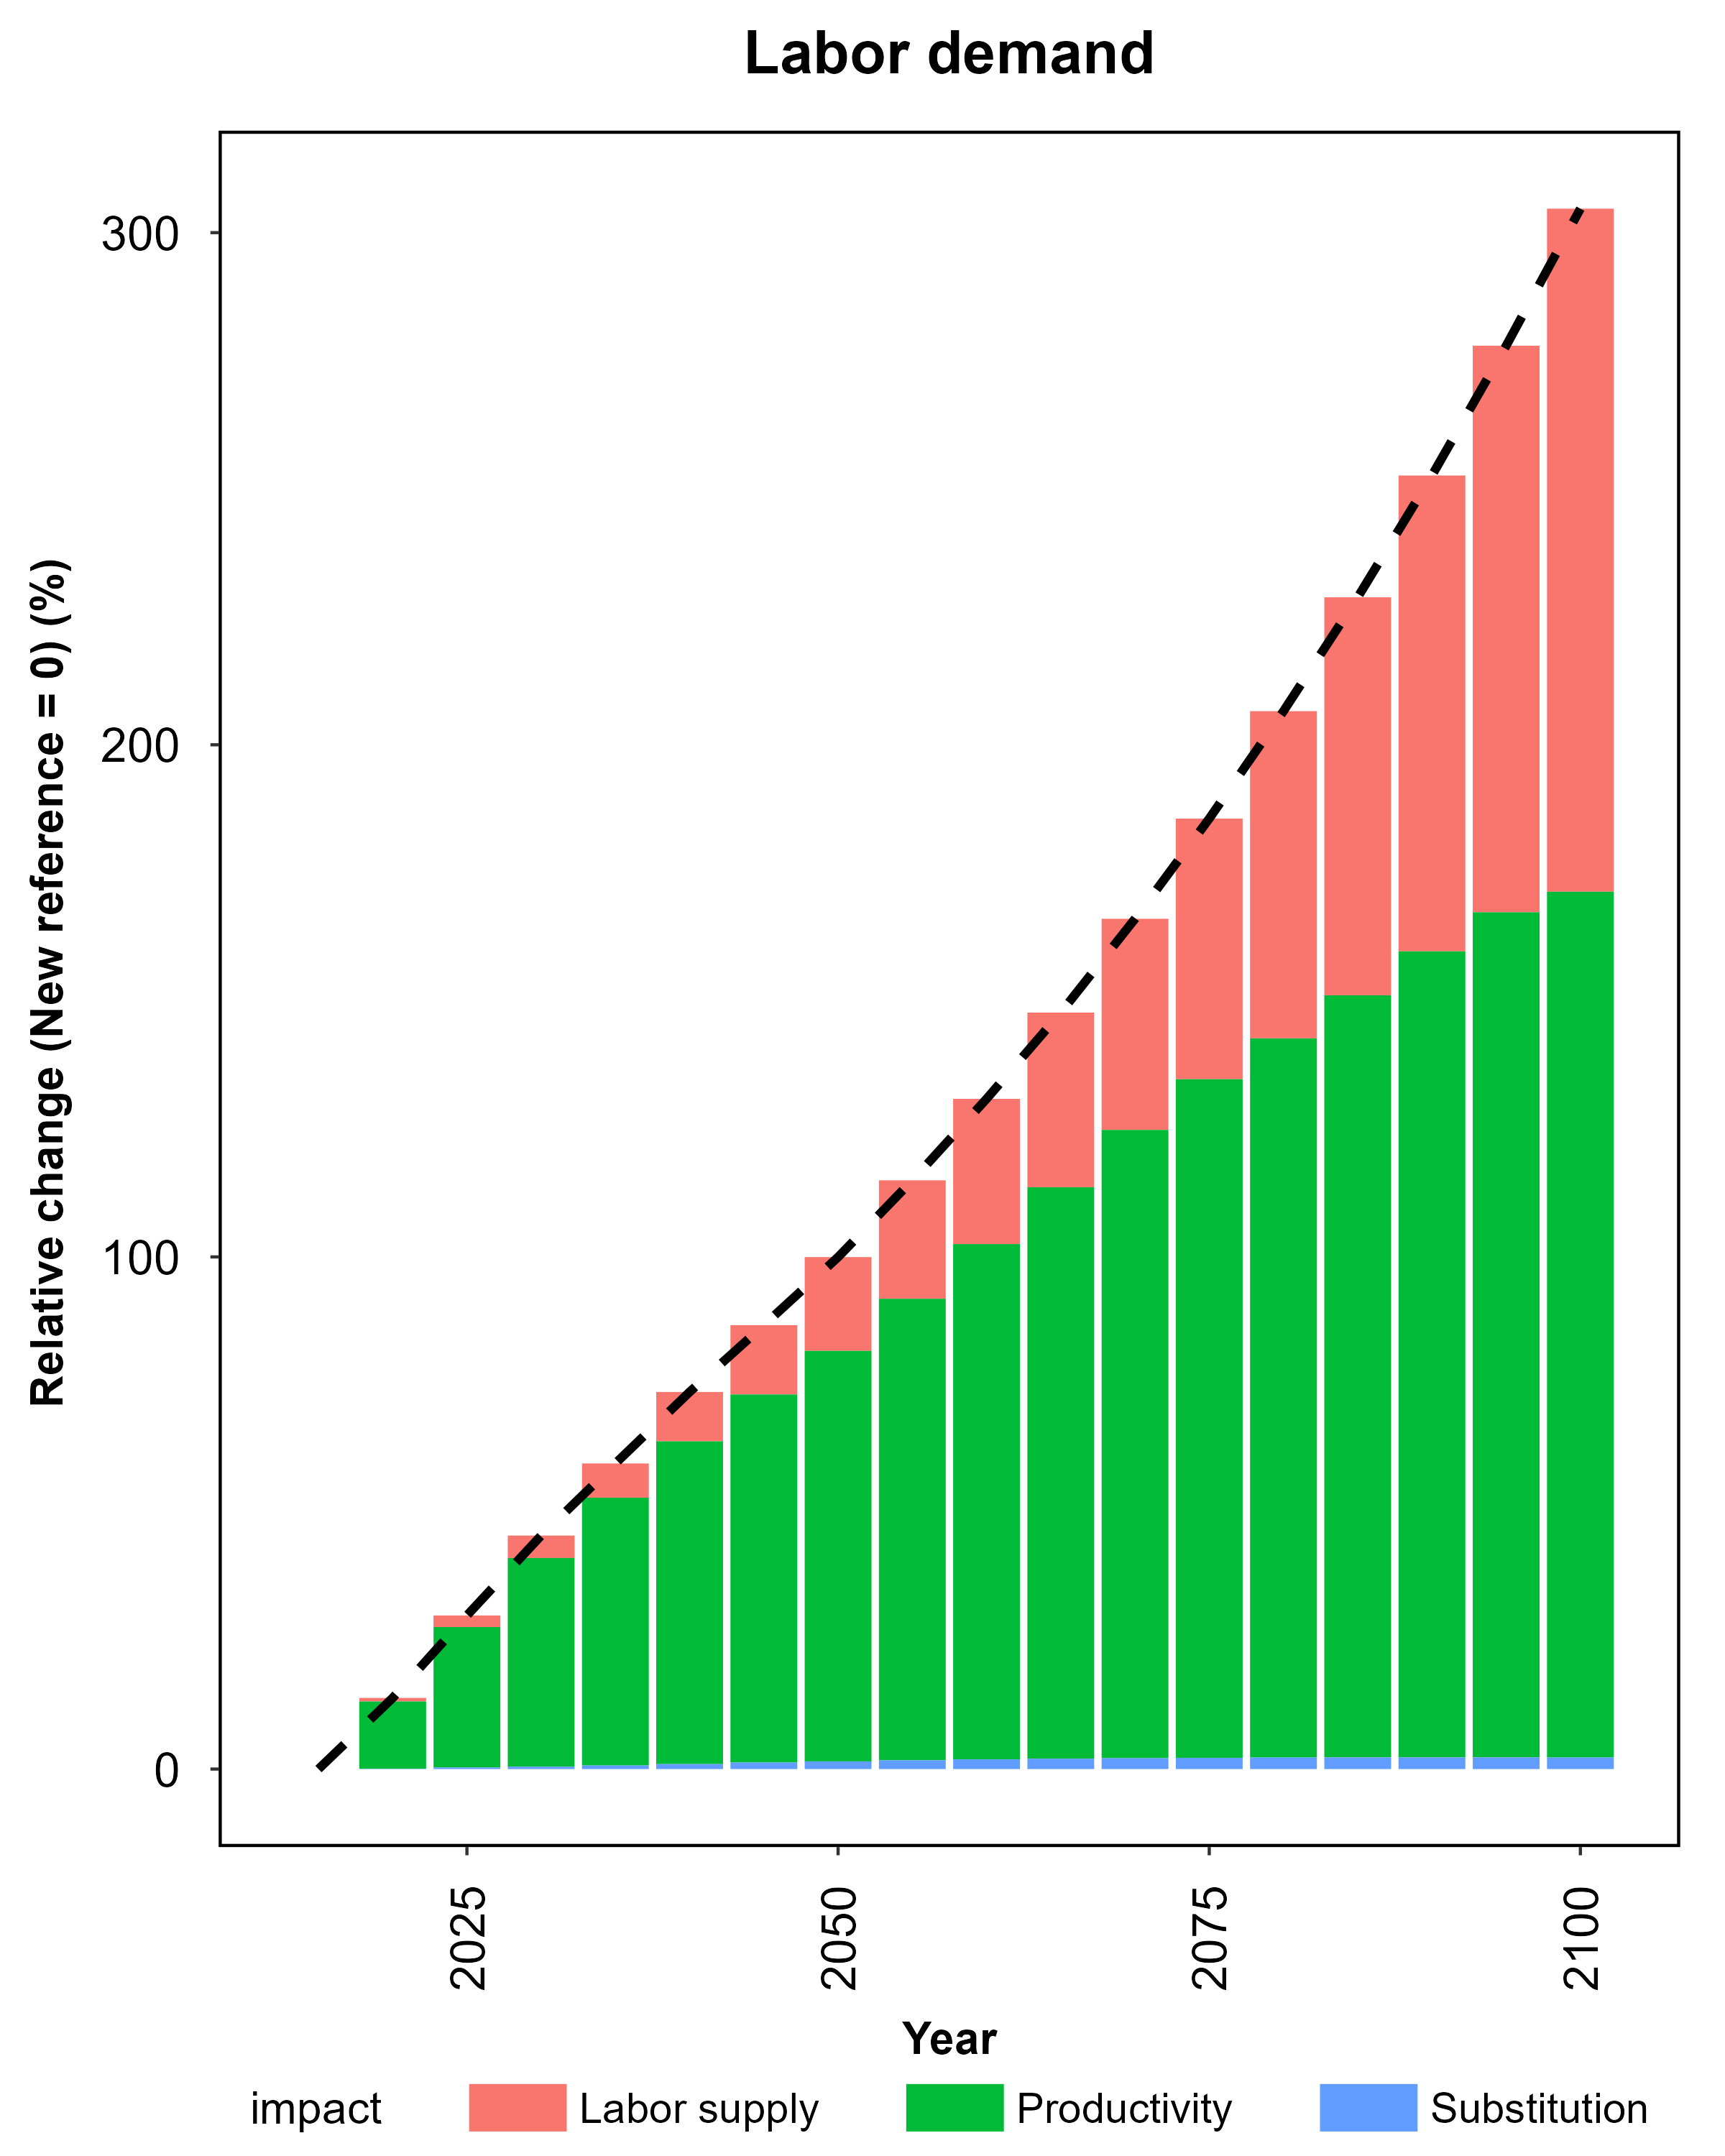 Labor demand
Relative change (New reference = 0) (%)
300
200
100
0
2025
2050
2075
2100
Year
impact
Labor supply
Productivity
Substitution